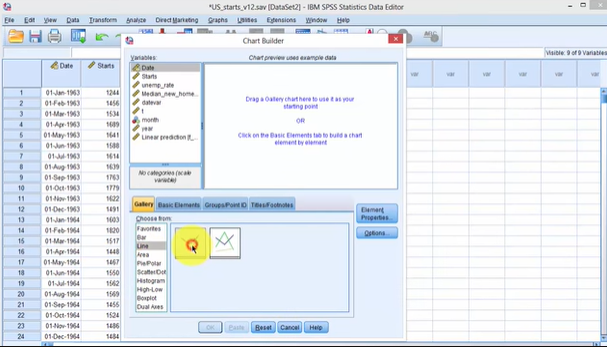 *US_starts_v12.sav [DataSet2] - IBM SPSS Statistics Data Editor
File Edit View Data Transform Analyze Direct Marketing Graphs Utilities Extensions Window Help
Visible: 9 of 9 Variables
Date Starts var var var var var
1 01-Jan-1963 1244
2 01-Feb-1963 1456
3 01-Mar-1963 1534
4 01-Apr-1963 1689
5 01-May-1963 1641
6 01-Jun-1963
7 01-Jul-1963 1614
8 01-Aug-1963 1639
9 01-Sep-1963
10 01-Oct-1963 1779
11 01-Nov-1963 1622
12 01-Dec-1963 1491
13 01-Jan-1964 1603
14 01-Feb-1964 1820
15 01-Mar-1964 1517
16 01-Apr-1964 1448
17 01-May-1964 1467
18 01-Jun-1964 1550
19 01-Jul-1964 1562
20 01-Aug-1964 1569
21 01-Sep-1964 1455
22 01-Oct-1964 1524
23 01-Nov-1964 1486
24 01-Dec-1964 1484
Chart Builder
Variables: Chart preview uses example data
Date
Starts
unemp_rate
Median_new_home...
datevar
t
month
year
Linear prediction [f_...
No categories (scale variable)
Drag a Gallery chart here to use it as your starting point
OR
Click on the Basic Elements tab to build a chart element by element
Gallery Basic Elements Groups/Point ID Titles/Footnotes
Choose from:
Favorites
Bar
Line
Area
Pie/Polar
Scatter/Dot
Histogram
High-Low
Boxplot
Dual Axes
Element Properties...
Options...
OK Paste Reset Cancel Help